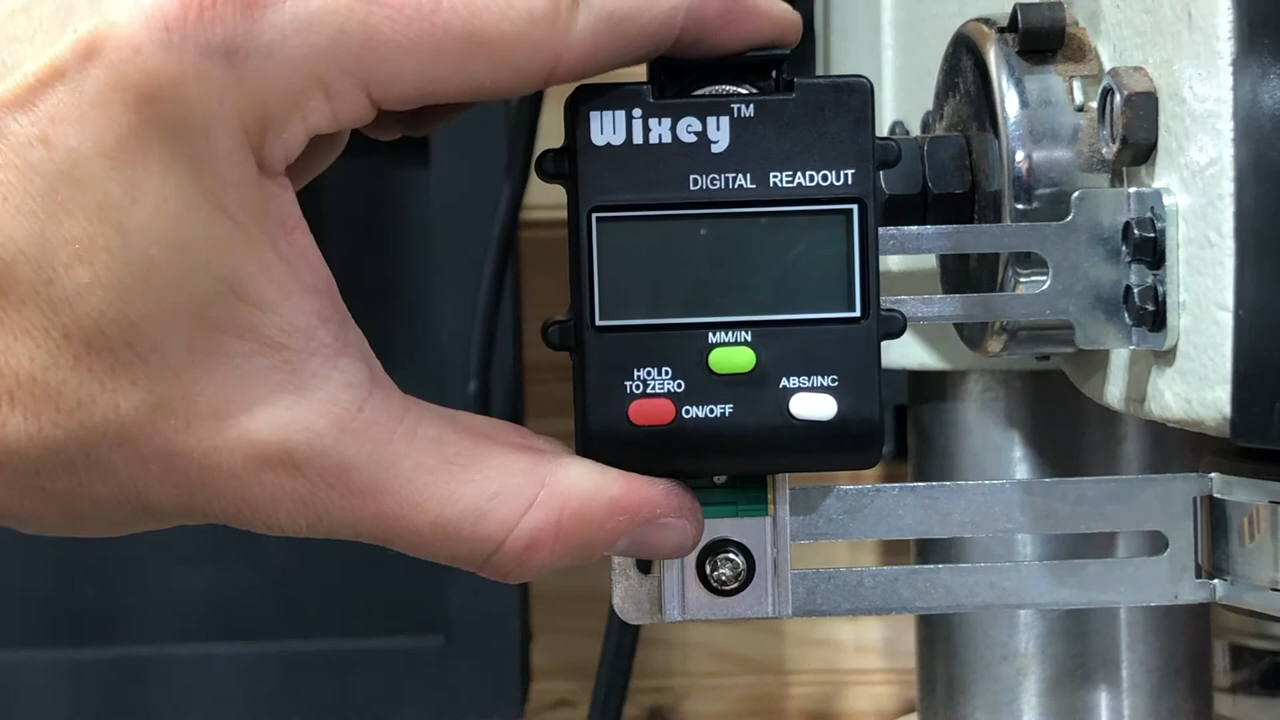 Wixey™
DIGITAL READOUT
MM/IN
HOLD
TO ZERO
ON/OFF
ABS/INC